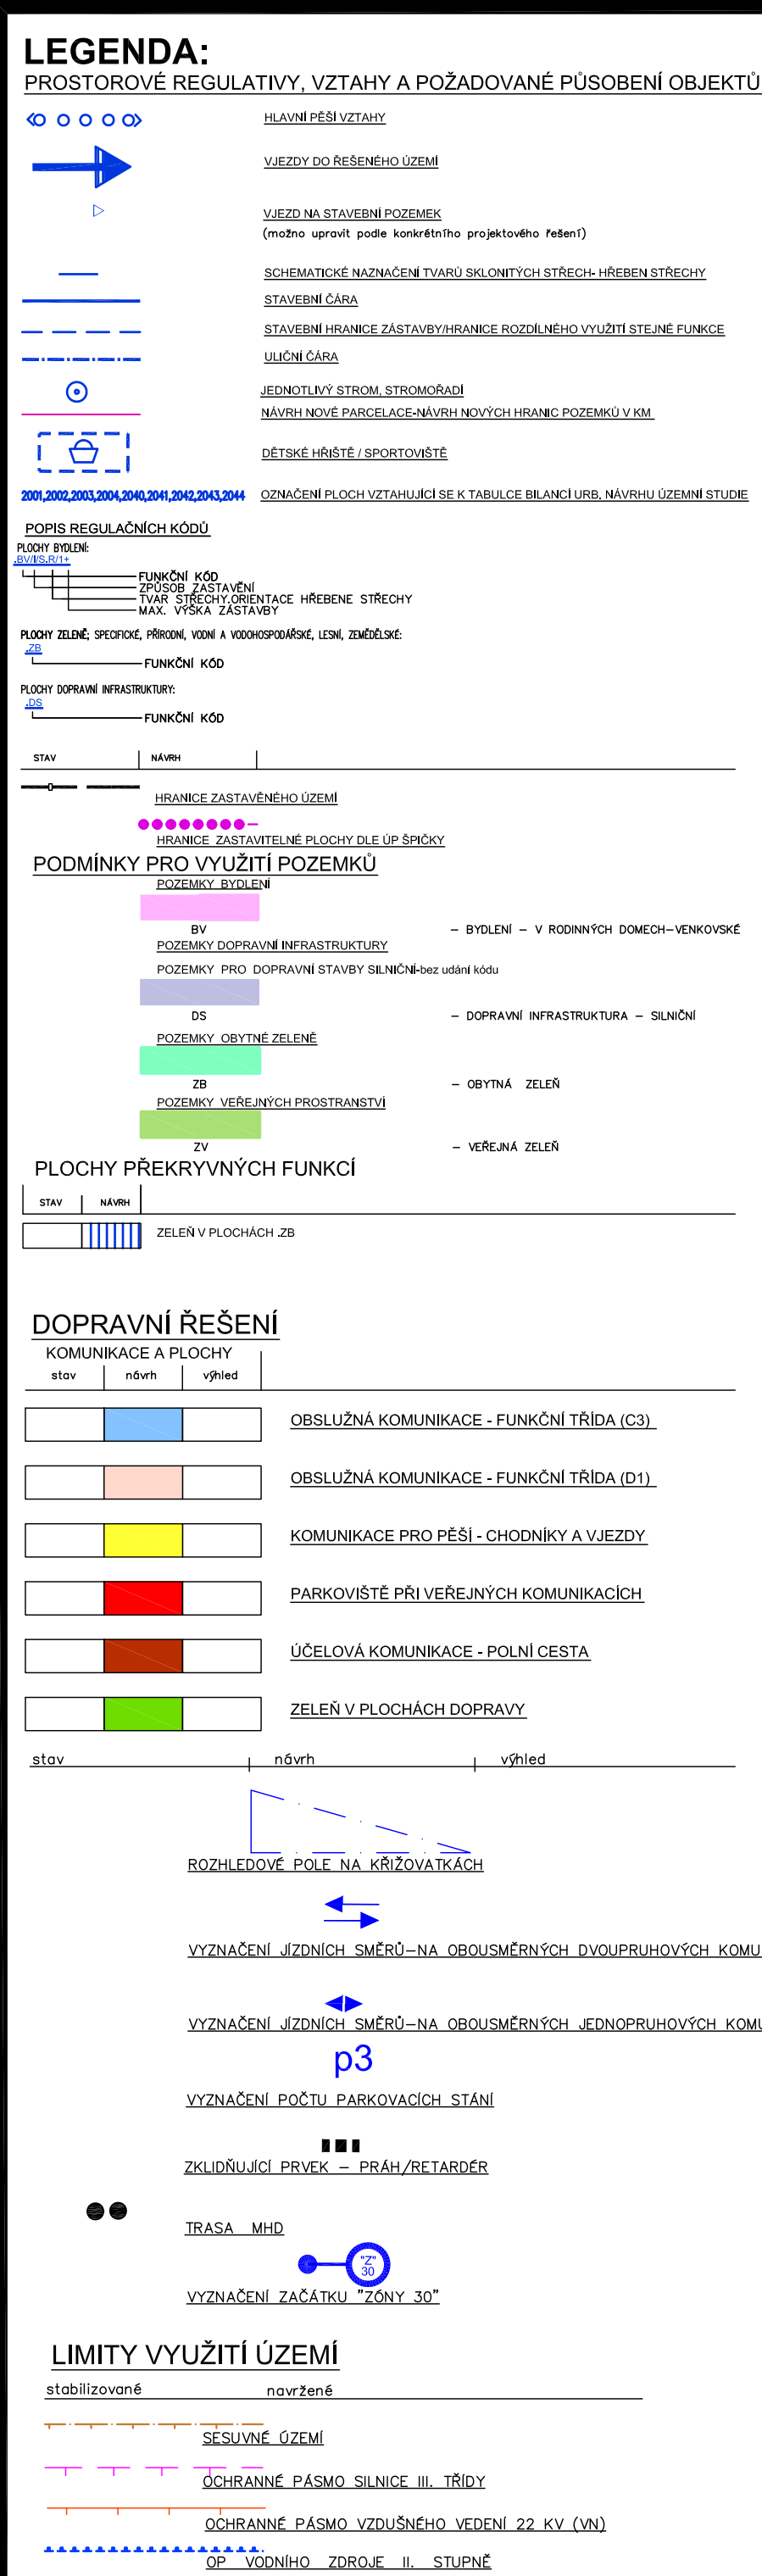 LEGENDA:
PROSTOROVÉ REGULATIVY, VZTAHY A POŽADOVANÉ PŮSOBENÍ OBJEKTŮ
HLAVNÍ PĚŠÍ VZTAHY
VJEZDY DO ŘEŠENÉHO ÚZEMÍ
VJEZD NA STAVEBNÍ POZEMEK
(možno upravit podle konkrétního projektového řešení)
SCHEMATICKÉ NAZNAČENÍ TVARŮ SKLONITÝCH STŘECH- HŘEBEN STŘECHY
STAVEBNÍ ČÁRA
STAVEBNÍ HRANICE ZÁSTAVBY/HRANICE ROZDÍLNÉHO VYUŽITÍ STEJNÉ FUNKCE
ULIČNÍ ČÁRA
JEDNOTLIVÝ STROM, STROMOŘADÍ
NÁVRH NOVÉ PARCELACE-NÁVRH NOVÝCH HRANIC POZEMKŮ V KM
DĚTSKÉ HŘIŠTĚ / SPORTOVIŠTĚ
2001,2002,2003,2004,2040,2041,2042,2043,2044 OZNAČENÍ PLOCH VZTAHUJÍCÍ SE K TABULCE BILANCÍ URB. NÁVRHU ÚZEMNÍ STUDIE
POPIS REGULAČNÍCH KÓDŮ
PLOCHY BYDLENÍ:
.BV/I/S.R/1+
FUNKČNÍ KÓD
ZPŮSOB ZASTAVĚNÍ
TVAR STŘECHY.ORIENTACE HŘEBENE STŘECHY
MAX. VÝŠKA ZÁSTAVBY
PLOCHY ZELENĚ; SPECIFICKÉ, PŘÍRODNÍ, VODNÍ A VODOHOSPODÁŘSKÉ, LESNÍ, ZEMĚDĚLSKÉ:
.ZB
FUNKČNÍ KÓD
PLOCHY DOPRAVNÍ INFRASTRUKTURY:
.DS
FUNKČNÍ KÓD
STAV NÁVRH
HRANICE ZASTAVĚNÉHO ÚZEMÍ
HRANICE ZASTAVITELNÉ PLOCHY DLE ÚP ŠPIČKY
PODMÍNKY PRO VYUŽITÍ POZEMKŮ
POZEMKY BYDLENÍ
BV – BYDLENÍ – V RODINNÝCH DOMECH–VENKOVSKÉ
POZEMKY DOPRAVNÍ INFRASTRUKTURY
POZEMKY PRO DOPRAVNÍ STAVBY SILNIČNÍ-bez udání kódu
DS – DOPRAVNÍ INFRASTRUKTURA – SILNIČNÍ
POZEMKY OBYTNÉ ZELENĚ
ZB – OBYTNÁ ZELEŇ
POZEMKY VEŘEJNÝCH PROSTRANSTVÍ
ZV – VEŘEJNÁ ZELEŇ
PLOCHY PŘEKRYVNÝCH FUNKCÍ
STAV NÁVRH
ZELEŇ V PLOCHÁCH .ZB
DOPRAVNÍ ŘEŠENÍ
KOMUNIKACE A PLOCHY
stav návrh výhled
OBSLUŽNÁ KOMUNIKACE - FUNKČNÍ TŘÍDA (C3)
OBSLUŽNÁ KOMUNIKACE - FUNKČNÍ TŘÍDA (D1)
KOMUNIKACE PRO PĚŠÍ - CHODNÍKY A VJEZDY
PARKOVIŠTĚ PŘI VEŘEJNÝCH KOMUNIKACÍCH
ÚČELOVÁ KOMUNIKACE - POLNÍ CESTA
ZELEŇ V PLOCHÁCH DOPRAVY
stav návrh výhled
ROZHLEDOVÉ POLE NA KŘIŽOVATKÁCH
VYZNAČENÍ JÍZDNÍCH SMĚRŮ–NA OBOUSMĚRNÝCH DVOUPRUHOVÝCH KOMU
VYZNAČENÍ JÍZDNÍCH SMĚRŮ–NA OBOUSMĚRNÝCH JEDNOPRUHOVÝCH KOMU
p3
VYZNAČENÍ POČTU PARKOVACÍCH STÁNÍ
ZKLIDŇUJÍCÍ PRVEK – PRÁH/RETARDÉR
TRASA MHD
"Z"
30
VYZNAČENÍ ZAČÁTKU "ZÓNY 30"
LIMITY VYUŽITÍ ÚZEMÍ
stabilizované navržené
SESUVNÉ ÚZEMÍ
OCHRANNÉ PÁSMO SILNICE III. TŘÍDY
OCHRANNÉ PÁSMO VZDUŠNÉHO VEDENÍ 22 KV (VN)
OP VODNÍHO ZDROJE II. STUPNĚ